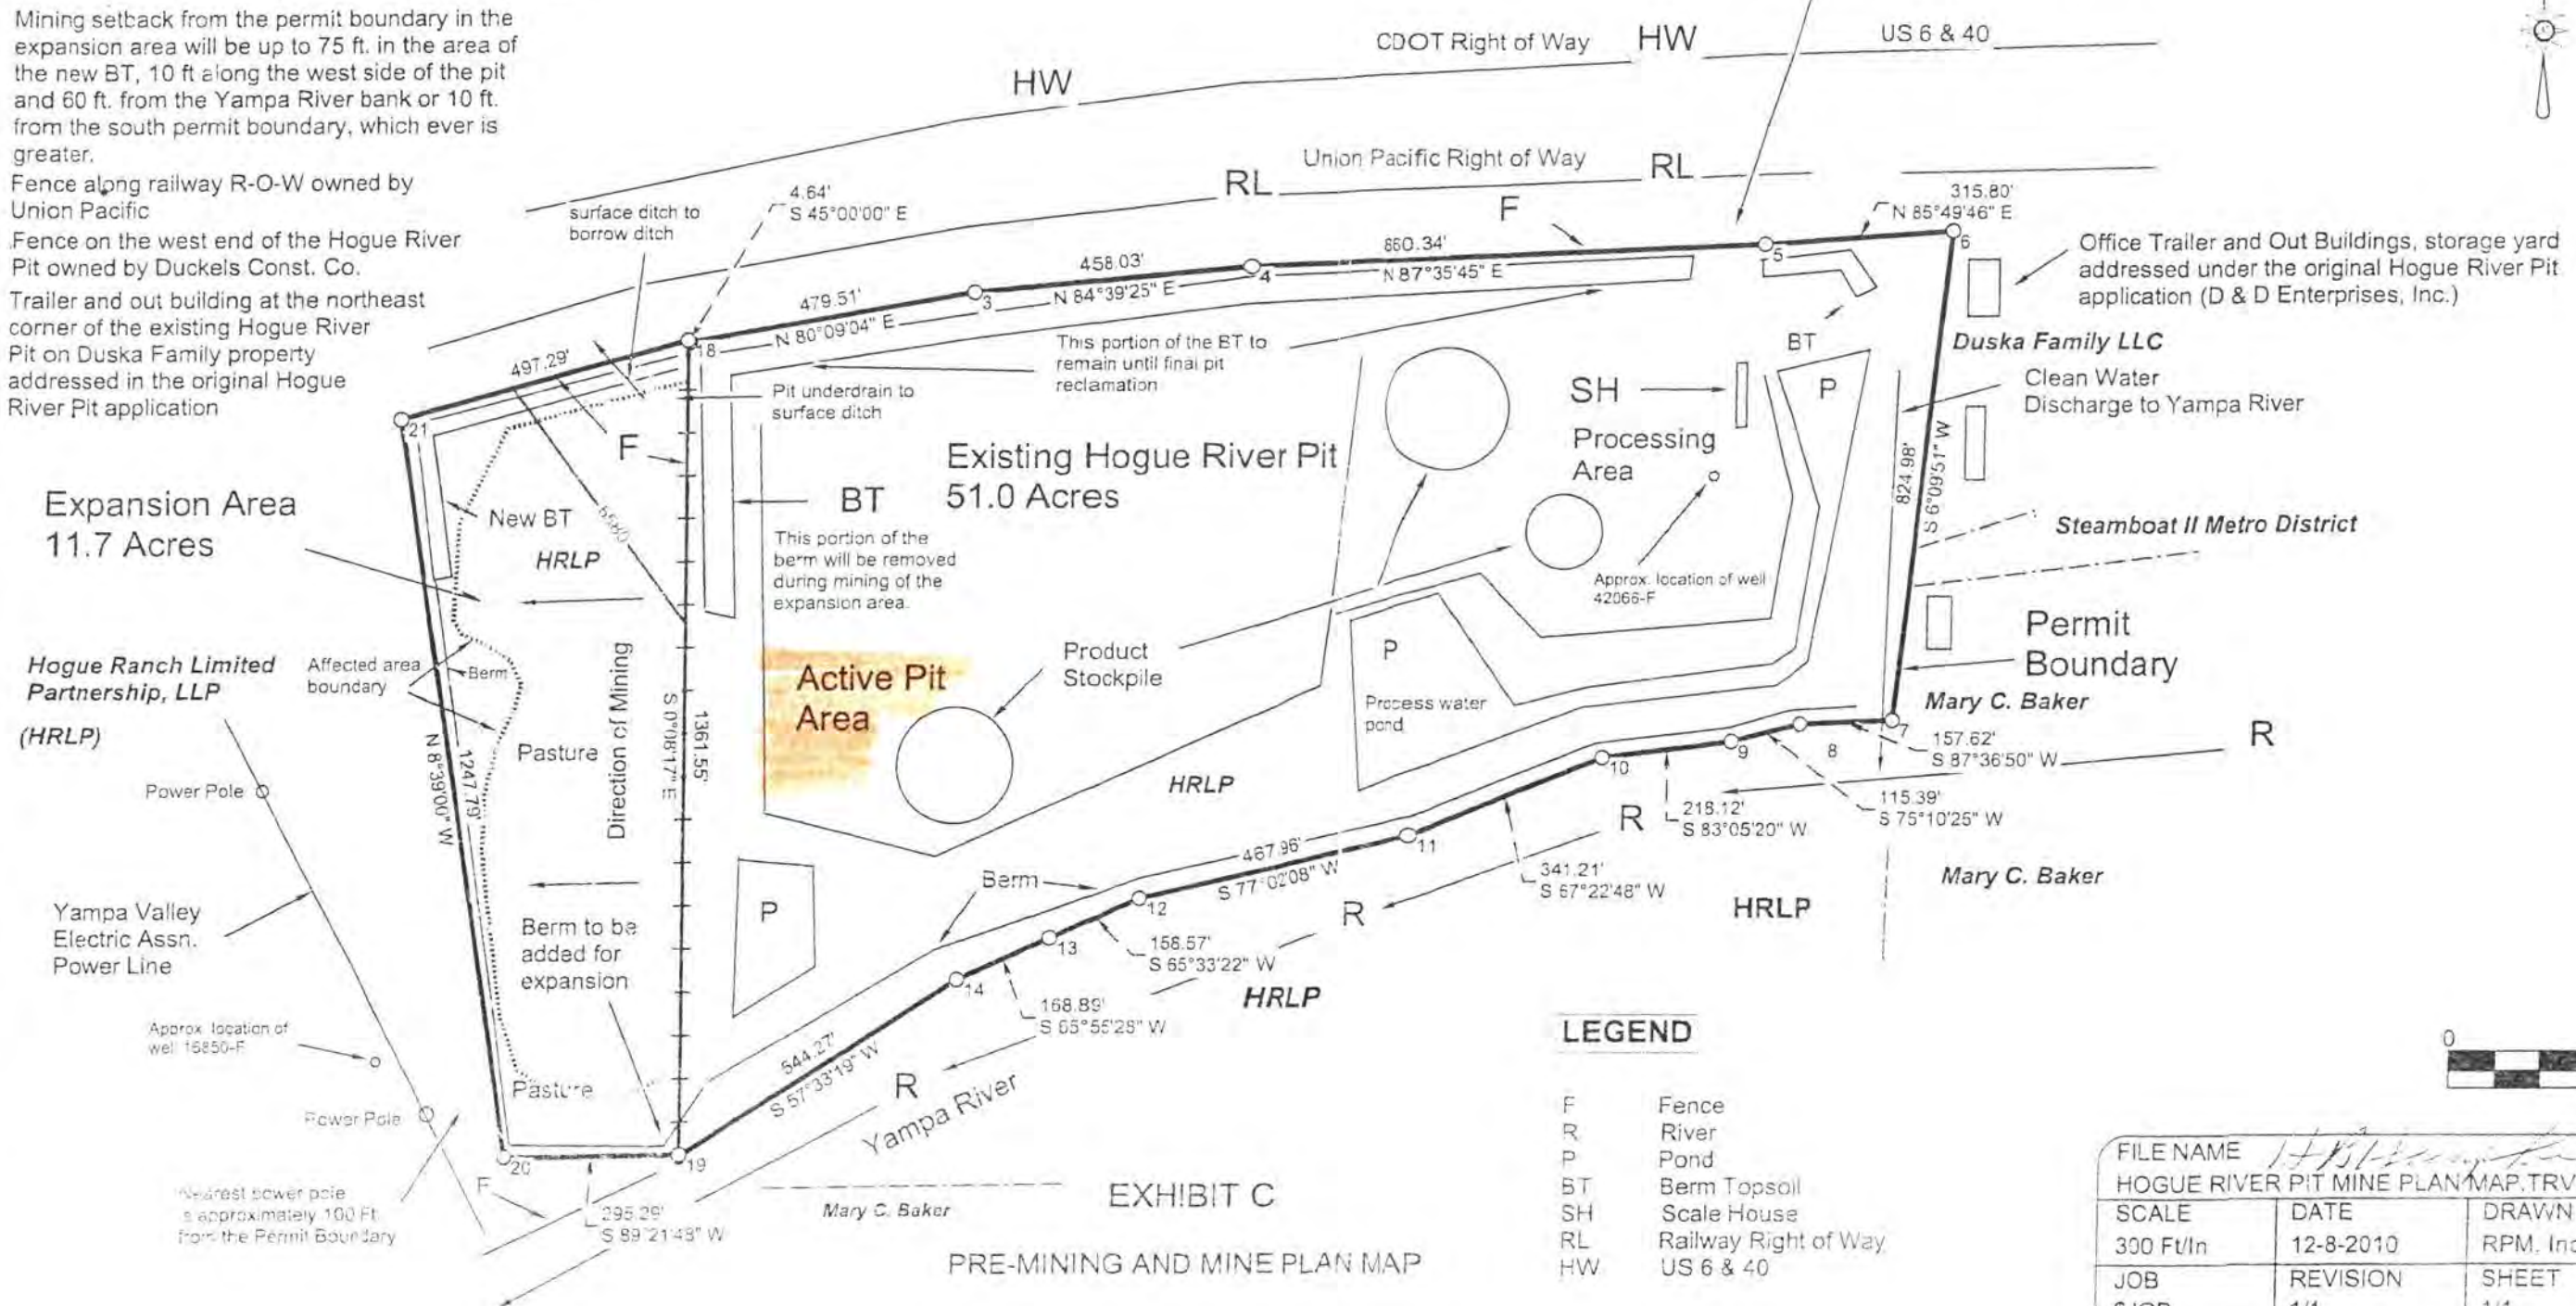 Mining setback from the permit boundary in the
expansion area will be up to 75 ft. in the area of
the new BT, 10 ft along the west side of the pit
and 60 ft. from the Yampa River bank or 10 ft.
from the south permit boundary, which ever is
greater.
Fence along railway R-O-W owned by
Union Pacific
Fence on the west end of the Hogue River
Pit owned by Duckels Const. Co.
Trailer and out building at the northeast
corner of the existing Hogue River
Pit on Duska Family property
addressed in the original Hogue
River Pit application
HW
CDOT Right of Way
HW
US 6 & 40
Union Pacific Right of Way
RL
RL
F
4.64'
S 45°00'00" E
surface ditch to
borrow ditch
497.29'
479.51'
N 80°09'04" E
458.03'
N 84°39'25" E
860.34'
N 87°35'45" E
315.80'
N 85°49'46" E
21
18
3
4
5
6
Office Trailer and Out Buildings, storage yard
addressed under the original Hogue River Pit
application (D & D Enterprises, Inc.)
Duska Family LLC
Clean Water
Discharge to Yampa River
824.98'
S 6°09'51" W
Steamboat II Metro District
Permit
Boundary
Mary C. Baker
This portion of the BT to
remain until final pit
reclamation
Pit underdrain to
surface ditch
F
BT
Existing Hogue River Pit
51.0 Acres
This portion of the
berm will be removed
during mining of the
expansion area.
SH
Processing
Area
BT
P
Approx. location of well
42066-F
Expansion Area
11.7 Acres
New BT
HRLP
Hogue Ranch Limited
Partnership, LLP
(HRLP)
Affected area
boundary
Berm
Direction of Mining
Pasture
1361.55'
S 0°08'17" E
1247.79'
N 8°39'00" W
Active Pit
Area
Product
Stockpile
P
Process water
pond
HRLP
Power Pole
Yampa Valley
Electric Assn.
Power Line
Approx. location of
well 16850-F
Power Pole
Nearest power pole
is approximately 100 Ft.
from the Permit Boundary
Berm to be
added for
expansion
Pasture
P
Berm
7
157.62'
S 87°36'50" W
R
8
115.39'
S 75°10'25" W
9
218.12'
S 83°05'20" W
R
10
341.21'
S 67°22'48" W
11
467.96'
S 77°02'08" W
R
12
158.57'
S 65°33'22" W
13
168.89'
S 65°55'28" W
14
544.27'
S 57°33'19" W
R
Yampa River
HRLP
HRLP
Mary C. Baker
20
19
F
295.29'
S 89°21'48" W
Mary C. Baker
EXHIBIT C
PRE-MINING AND MINE PLAN MAP
LEGEND
F Fence
R River
P Pond
BT Berm Topsoil
SH Scale House
RL Railway Right of Way
HW US 6 & 40
0
FILE NAME
HOGUE RIVER PIT MINE PLAN MAP.TRV
SCALE DATE DRAWN
300 Ft/In 12-8-2010 RPM, Inc
JOB REVISION SHEET